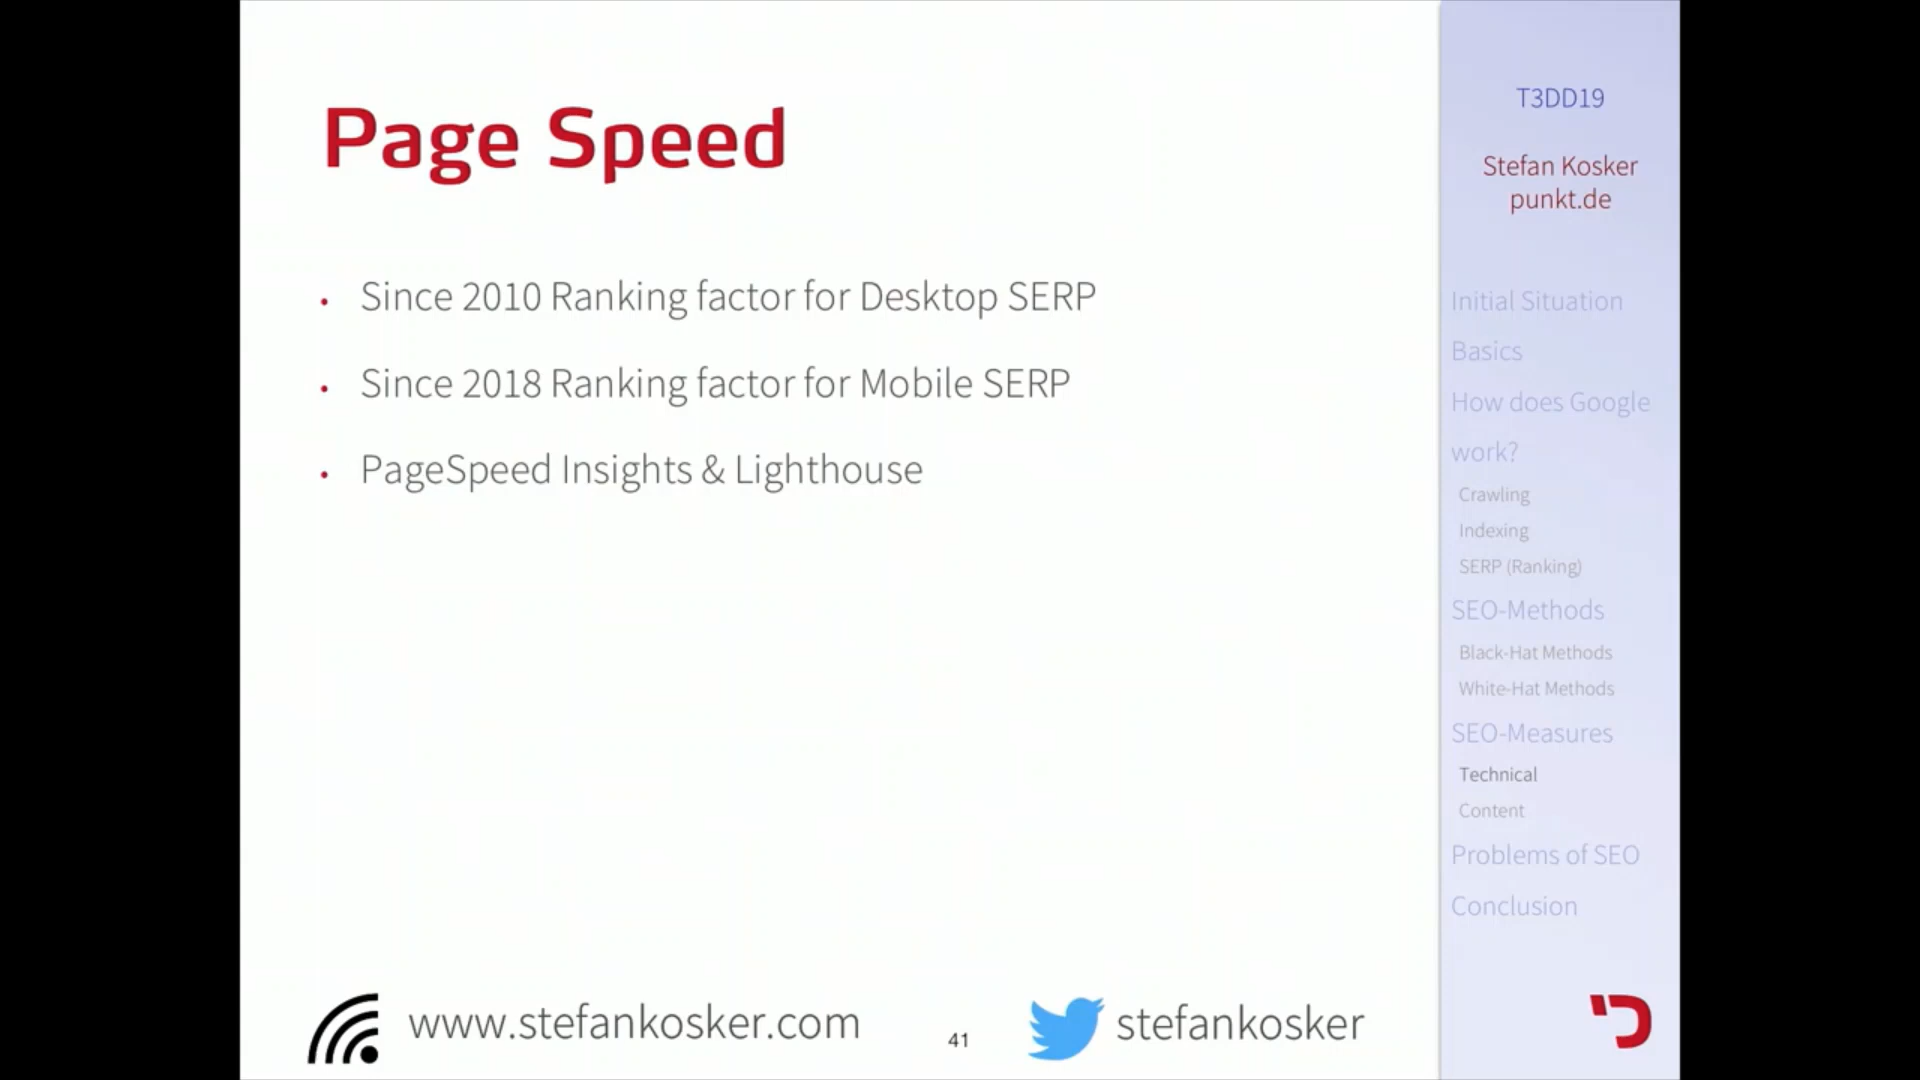 Page Speed
• Since 2010 Ranking factor for Desktop SERP
• Since 2018 Ranking factor for Mobile SERP
• PageSpeed Insights & Lighthouse
www.stefankosker.com
41
stefankosker
T3DD19
Stefan Kosker
punkt.de
Initial Situation
Basics
How does Google
work?
Crawling
Indexing
SERP (Ranking)
SEO-Methods
Black-Hat Methods
White-Hat Methods
SEO-Measures
Technical
Content
Problems of SEO
Conclusion